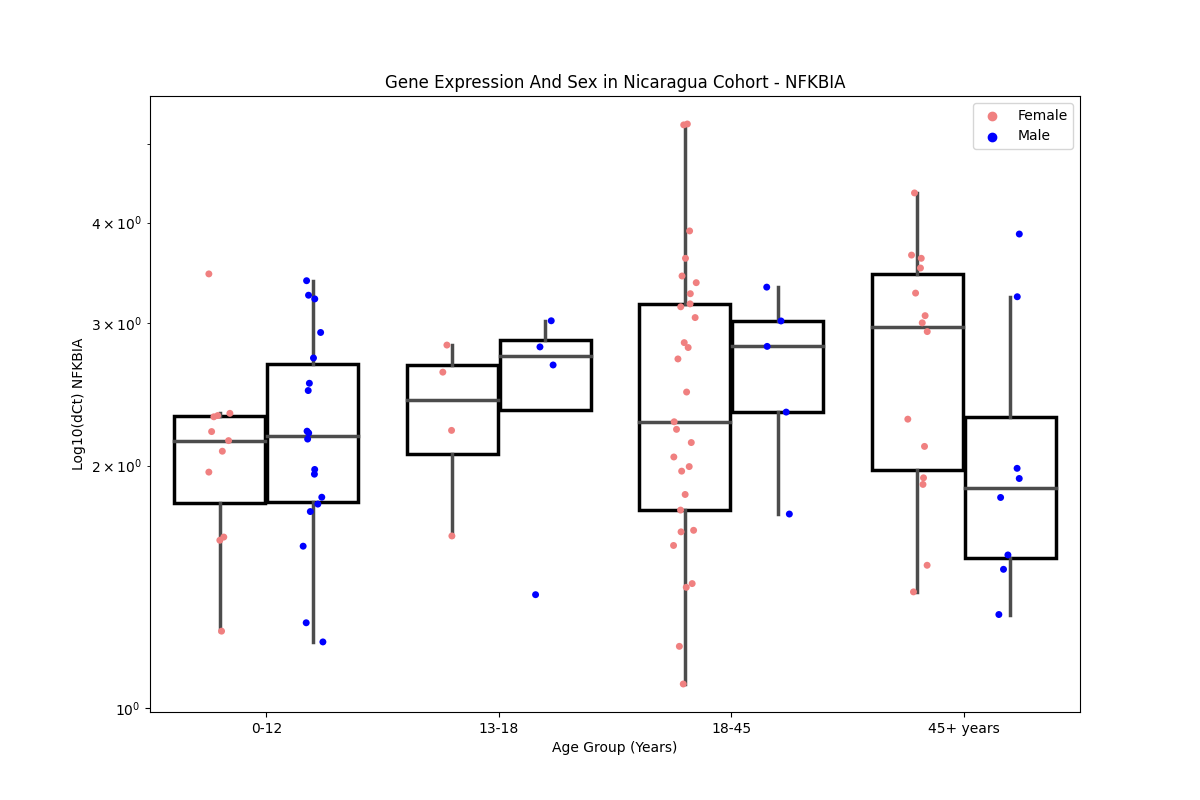 Gene Expression And Sex in Nicaragua Cohort - NFKBIA
Female
Male
Log10(dCt) NFKBIA
4 × 10⁰
3 × 10⁰
2 × 10⁰
10⁰
0-12
13-18
18-45
45+ years
Age Group (Years)